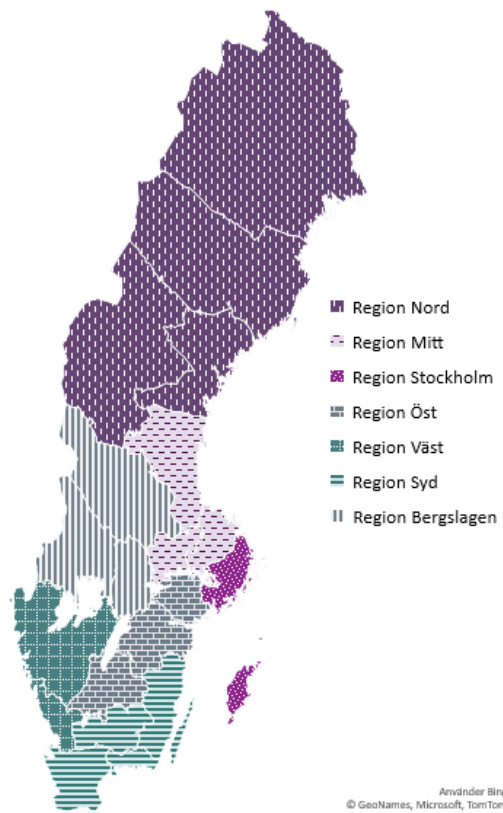 Region Nord
Region Mitt
Region Stockholm
Region Öst
Region Väst
Region Syd
Region Bergslagen
Använder Bing
© GeoNames, Microsoft, TomTom